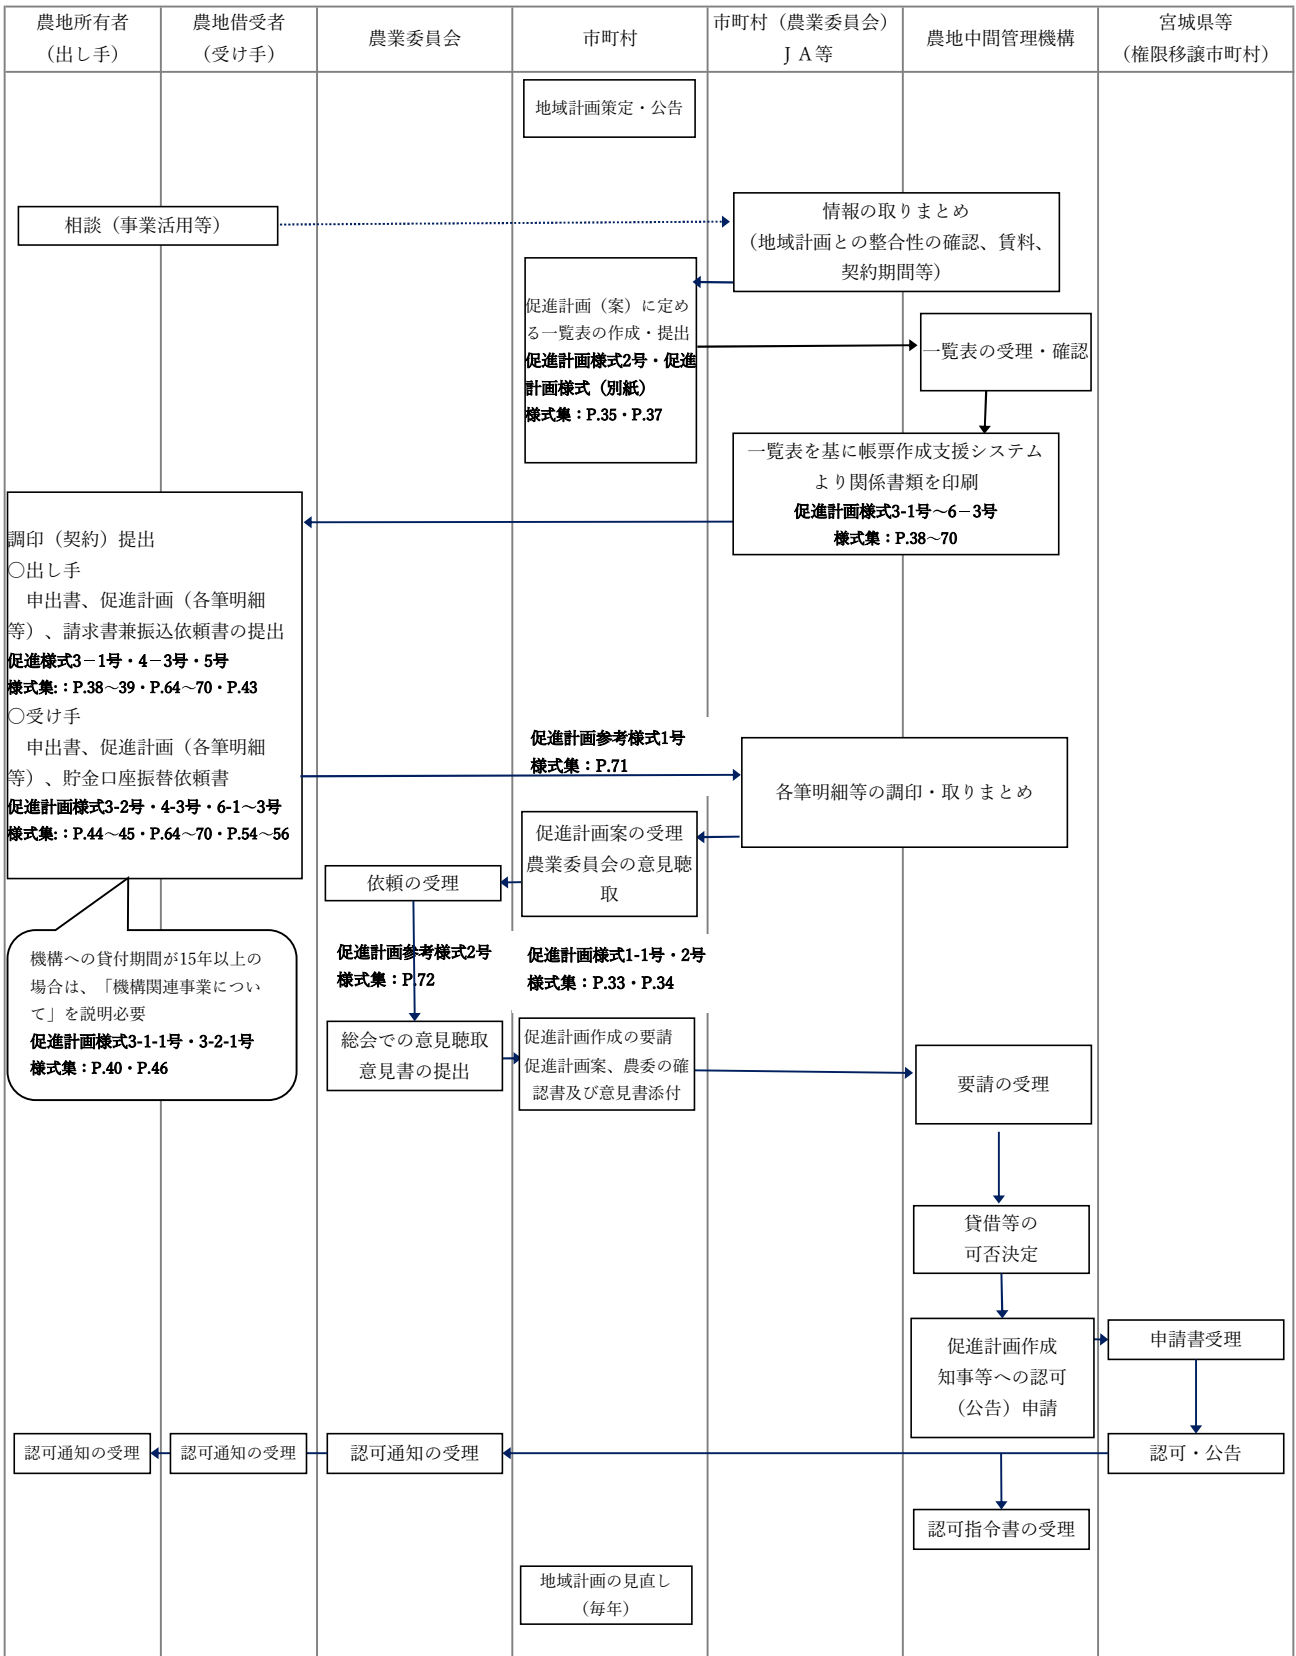 農地所有者
（出し手）
農地借受者
（受け手）
農業委員会
市町村
市町村（農業委員会）
ＪＡ等
農地中間管理機構
宮城県等
（権限移譲市町村）
地域計画策定・公告
相談（事業活用等）
情報の取りまとめ
（地域計画との整合性の確認、賃料、
契約期間等）
促進計画（案）に定め
る一覧表の作成・提出
促進計画様式2号・促進
計画様式（別紙）
様式集：P.35・P.37
一覧表の受理・確認
一覧表を基に帳票作成支援システム
より関係書類を印刷
促進計画様式3-1号～6－3号
様式集：P.38～70
調印（契約）提出
○出し手
　申出書、促進計画（各筆明細
等）、請求書兼振込依頼書の提出
促進様式3－1号・4－3号・5号
様式集:：P.38～39・P.64～70・P.43
○受け手
　申出書、促進計画（各筆明細
等）、貯金口座振替依頼書
促進計画様式3-2号・4-3号・6-1～3号
様式集:：P.44～45・P.64～70・P.54～56
促進計画参考様式1号
様式集：P.71
各筆明細等の調印・取りまとめ
促進計画案の受理
農業委員会の意見聴
取
依頼の受理
機構への貸付期間が15年以上の
場合は、「機構関連事業につい
て」を説明必要
促進計画様式3-1-1号・3-2-1号
様式集：P.40・P.46
促進計画参考様式2号
様式集：P.72
促進計画様式1-1号・2号
様式集：P.33・P.34
総会での意見聴取
意見書の提出
促進計画作成の要請
促進計画案、農委の確
認書及び意見書添付
要請の受理
貸借等の
可否決定
促進計画作成
知事等への認可
（公告）申請
申請書受理
認可通知の受理
認可通知の受理
認可通知の受理
認可・公告
認可指令書の受理
地域計画の見直し
（毎年）